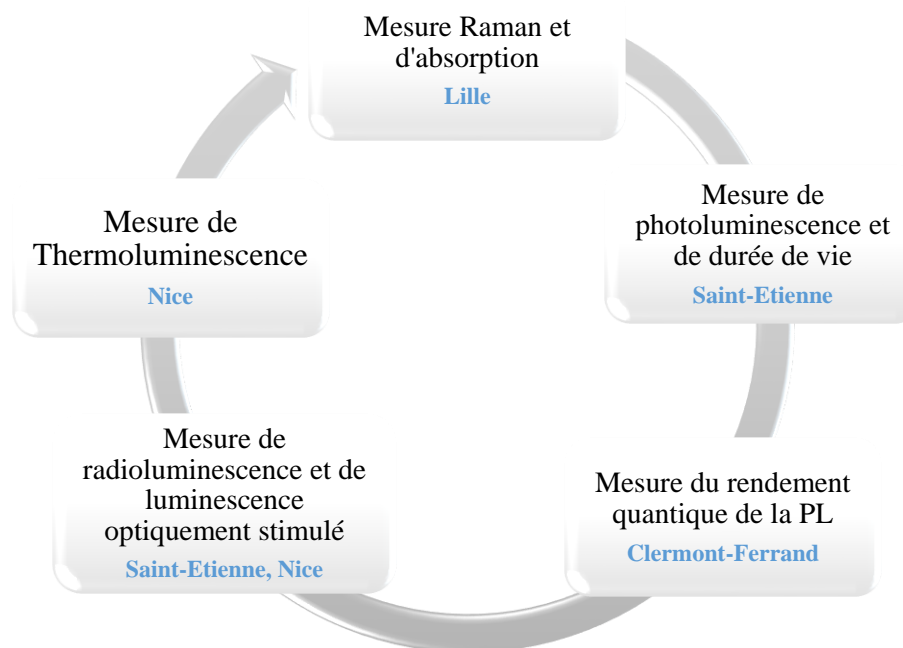 Mesure Raman et
d'absorption
Lille
Mesure de
photoluminescence et
de durée de vie
Saint-Etienne
Mesure du rendement
quantique de la PL
Clermont-Ferrand
Mesure de
radioluminescence et de
luminescence
optiquement stimulé
Saint-Etienne, Nice
Mesure de
Thermoluminescence
Nice